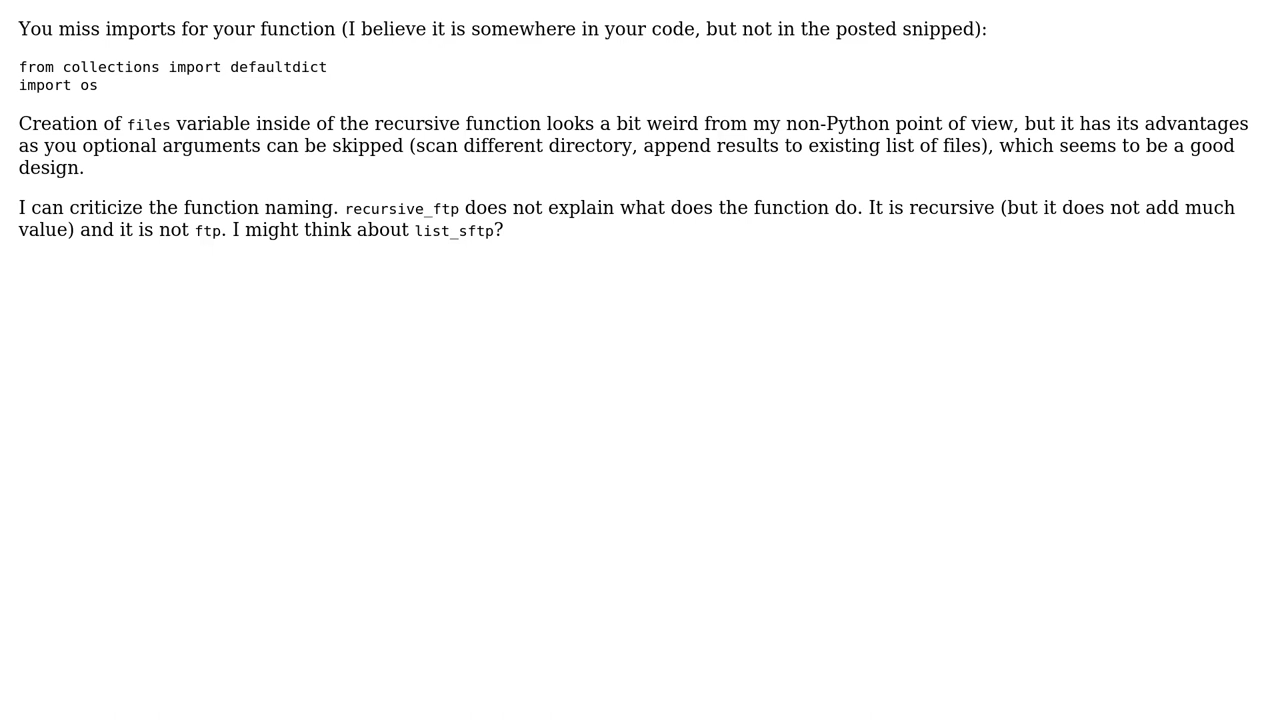 You miss imports for your function (I believe it is somewhere in your code, but not in the posted snipped):
from collections import defaultdict
import os
Creation of files variable inside of the recursive function looks a bit weird from my non-Python point of view, but it has its advantages
as you optional arguments can be skipped (scan different directory, append results to existing list of files), which seems to be a good
design.
I can criticize the function naming. recursive_ftp does not explain what does the function do. It is recursive (but it does not add much
value) and it is not ftp. I might think about list_sftp?